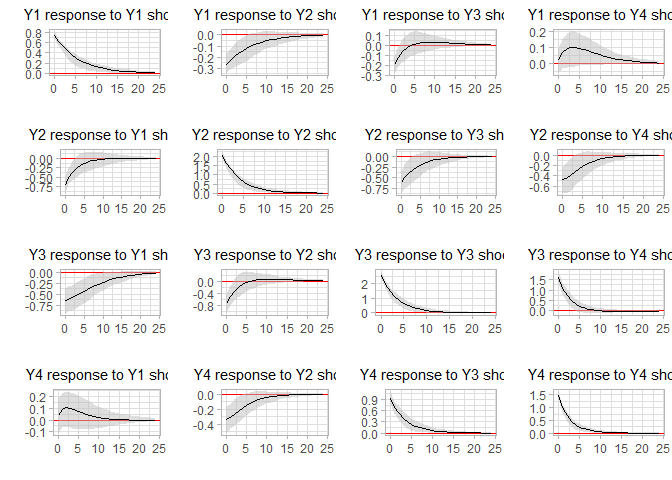 Y1 response to Y1 sho Y1 response to Y2 sho Y1 response to Y3 sho Y1 response to Y4 sho
0.8 0.6 0.4 0.2 0.0
0.0 -0.1 -0.2 -0.3
0.1 0.0 -0.1 -0.2 -0.3
0.2 0.1 0.0
0 5 10 15 20 25 0 5 10 15 20 25 0 5 10 15 20 25 0 5 10 15 20 25
Y2 response to Y1 sh Y2 response to Y2 sho Y2 response to Y3 sh Y2 response to Y4 sho
0.00 -0.25 -0.50 -0.75
2.0 1.5 1.0 0.5 0.0
0.00 -0.25 -0.50 -0.75
0.0 -0.2 -0.4 -0.6
0 5 10 15 20 25 0 5 10 15 20 25 0 5 10 15 20 25 0 5 10 15 20 25
Y3 response to Y1 sh Y3 response to Y2 sho Y3 response to Y3 shoc Y3 response to Y4 sho
0.00 -0.25 -0.50 -0.75
0.0 -0.4 -0.8
2 1 0
1.5 1.0 0.5 0.0
0 5 10 15 20 25 0 5 10 15 20 25 0 5 10 15 20 25 0 5 10 15 20 25
Y4 response to Y1 sho Y4 response to Y2 sho Y4 response to Y3 sho Y4 response to Y4 sho
0.2 0.1 0.0 -0.1
0.0 -0.2 -0.4
0.9 0.6 0.3 0.0
1.5 1.0 0.5 0.0
0 5 10 15 20 25 0 5 10 15 20 25 0 5 10 15 20 25 0 5 10 15 20 25